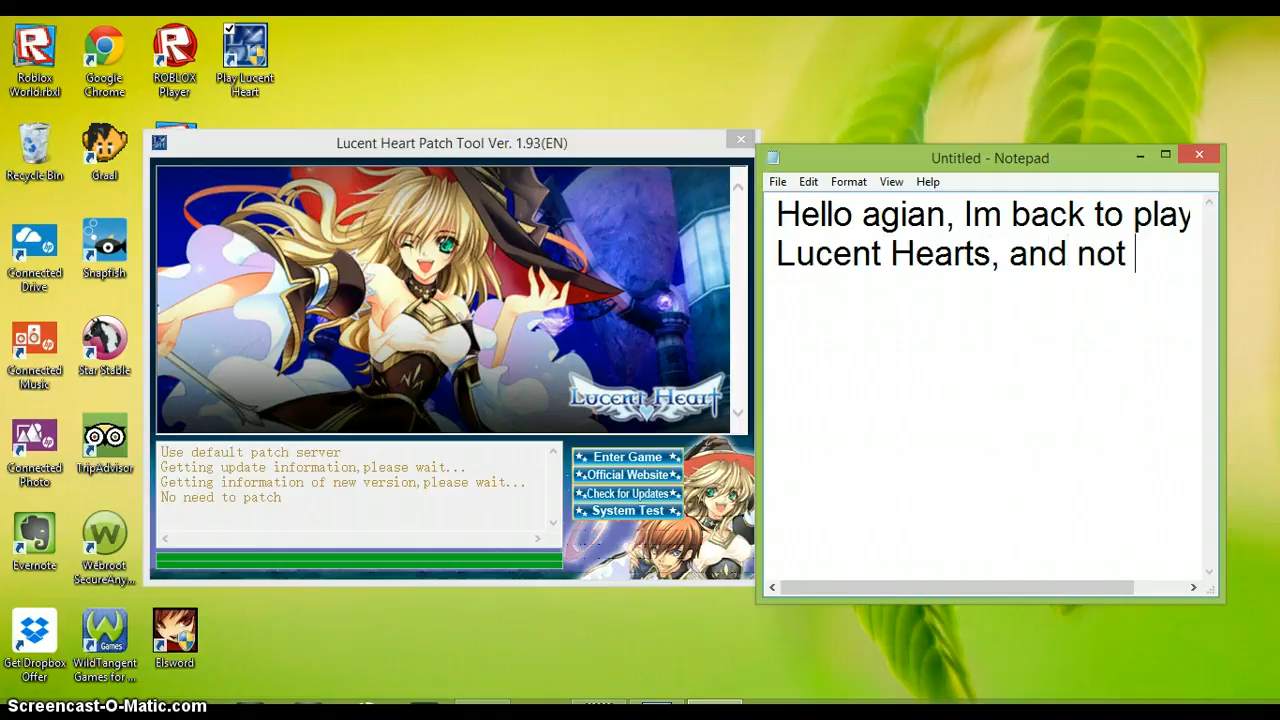 Roblox
World.rbxl
Google
Chrome
ROBLOX
Player
Play Lucent
Heart
Recycle Bin
Graal
Connected
Drive
Snapfish
Connected
Music
Star Stable
Connected
Photo
TripAdvisor
Evernote
Webroot
SecureAny...
Get Dropbox
Offer
WildTangent
Games for ...
Elsword
Lucent Heart Patch Tool Ver. 1.93(EN)
Lucent Heart
Use default patch server
Getting update information,please wait...
Getting information of new version,please wait...
No need to patch
Enter Game
Official Website
Check for Updates
System Test
Untitled - Notepad
File Edit Format View Help
Hello agian, Im back to play
Lucent Hearts, and not
Screencast-O-Matic.com